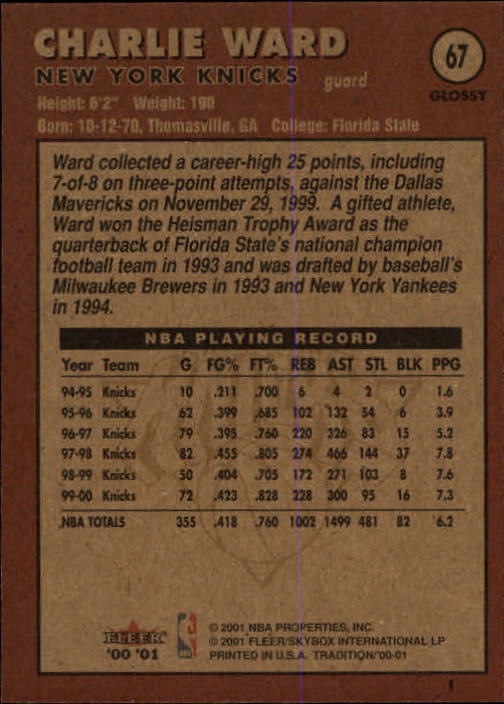 CHARLIE WARD
67
NEW YORK KNICKS guard
GLOSSY
Height: 6'2" Weight: 190
Born: 10-12-70, Thomasville, GA College: Florida State
Ward collected a career-high 25 points, including
7-of-8 on three-point attempts, against the Dallas
Mavericks on November 29, 1999. A gifted athlete,
Ward won the Heisman Trophy Award as the
quarterback of Florida State's national champion
football team in 1993 and was drafted by baseball's
Milwaukee Brewers in 1993 and New York Yankees
in 1994.
NBA PLAYING RECORD
Year Team G FG% FT% REB AST STL BLK PPG
94-95 Knicks 10 .211 .700 6 4 2 0 1.6
95-96 Knicks 62 .399 .685 102 132 54 6 3.9
96-97 Knicks 79 .395 .760 220 326 83 15 5.2
97-98 Knicks 82 .455 .805 274 466 144 37 7.8
98-99 Knicks 50 .404 .705 172 271 103 8 7.6
99-00 Knicks 72 .423 .828 228 300 95 16 7.3
NBA TOTALS 355 .418 .760 1002 1499 481 82 6.2
FLEER
'00 '01
© 2001 NBA PROPERTIES, INC.
© 2001 FLEER/SKYBOX INTERNATIONAL LP
PRINTED IN U.S.A. TRADITION/'00-01
1